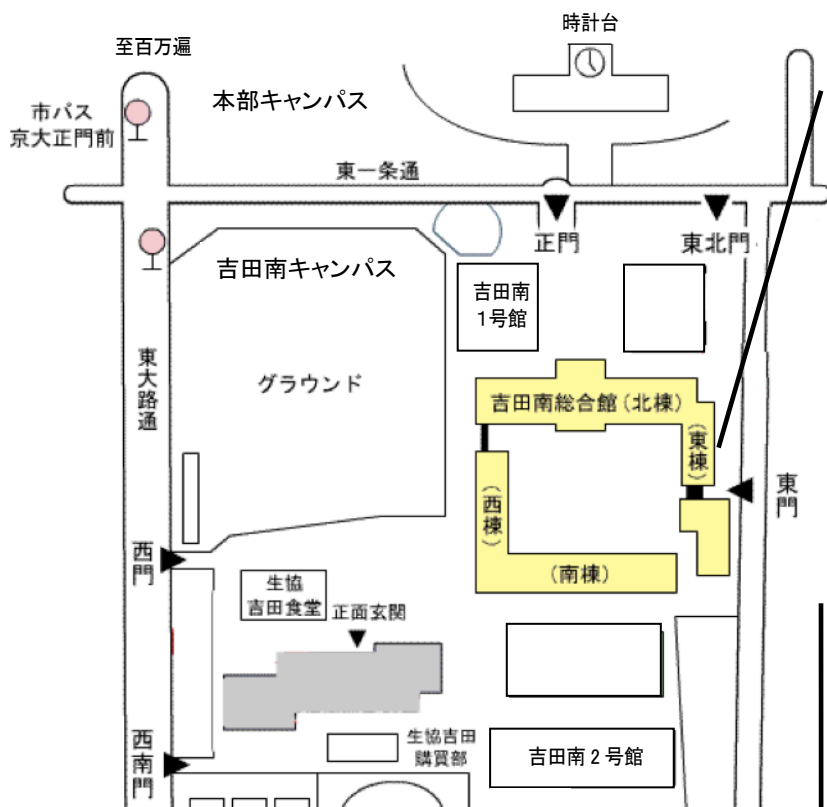 時計台
至百万遍
本部キャンパス
市バス
京大正門前
東一条通
正門
東北門
吉田南キャンパス
吉田南
1号館
東大路通
グラウンド
吉田南総合館(北棟)
(東棟)
(西棟)
東門
西門
(南棟)
生協
吉田食堂
正面玄関
西南門
生協吉田
購買部
吉田南2号館